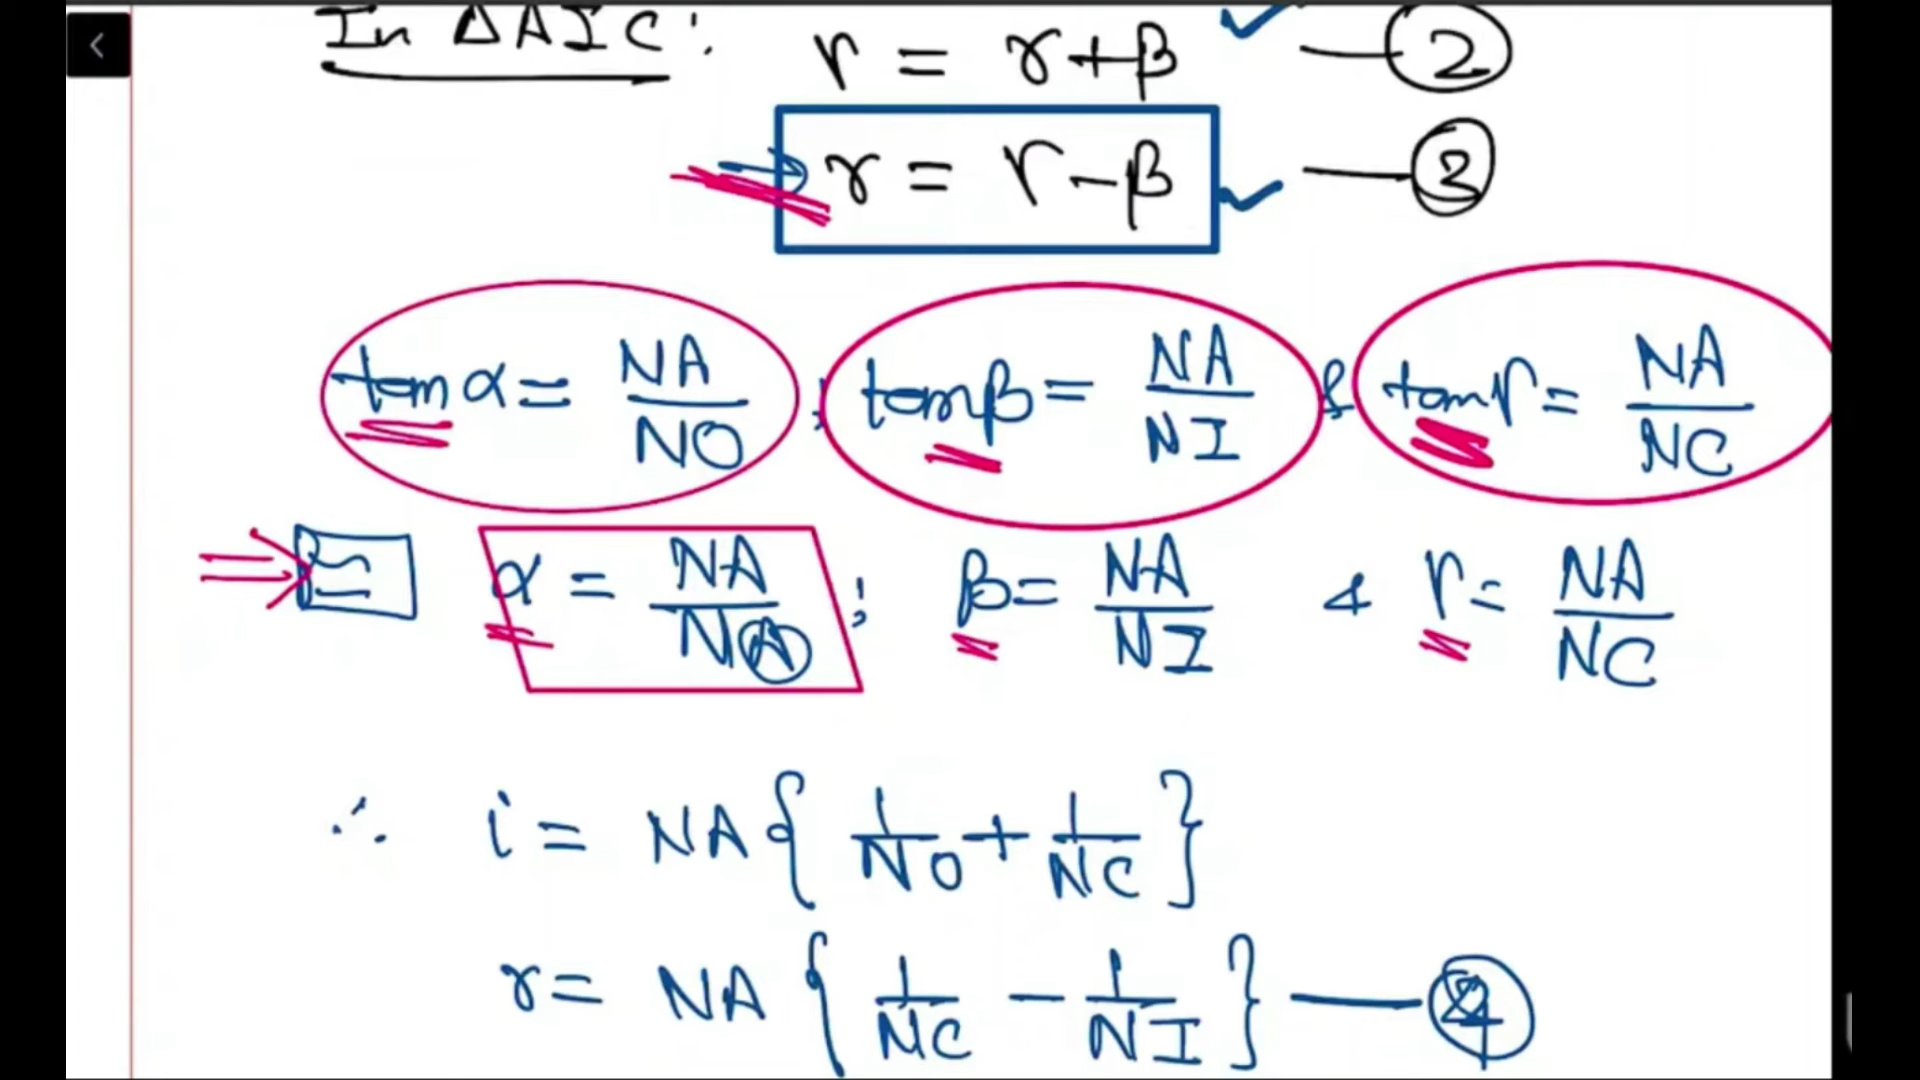 In ΔAIC: γ = r + β — ②
⇒ r = γ - β — ③
tan α = NA/NO ; tan β = NA/NI & tan γ = NA/NC
⇒ ≈ α = NA/NO ; β = NA/NI & γ = NA/NC
∴ i = NA { 1/NO + 1/NC }
r = NA { 1/NC - 1/NI } — ④